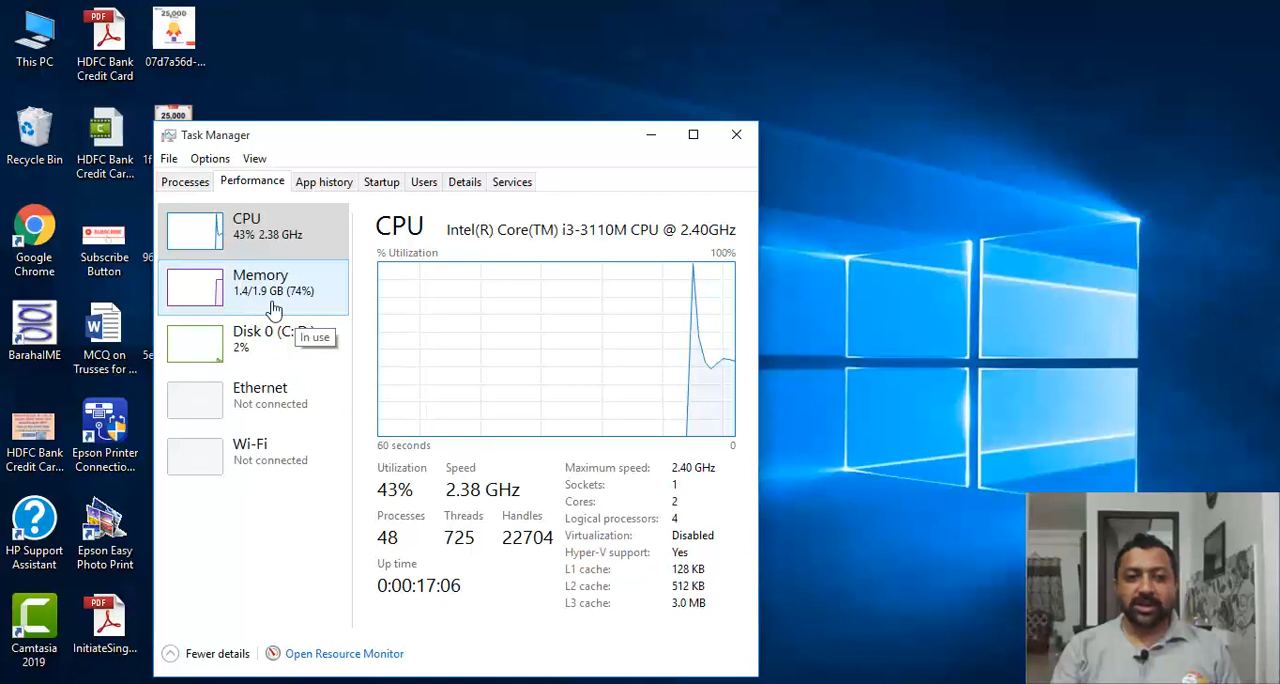 This PC
HDFC Bank
Credit Card
07d7a56d-...
Recycle Bin
HDFC Bank
Credit Car...
1f
25,000
25,000
Google
Chrome
SUBSCRIBE
Subscribe
Button
96
BarahaIME
MCQ on
Trusses for ...
5e
HDFC Bank
Credit Car...
Epson Printer
Connectio...
HP Support
Assistant
Epson Easy
Photo Print
Camtasia
2019
InitiateSing...
PDF
PDF
W
Task Manager
File
Options
View
Processes
Performance
App history
Startup
Users
Details
Services
CPU
43% 2.38 GHz
Memory
1.4/1.9 GB (74%)
Disk 0 (C:
2%
In use
Ethernet
Not connected
Wi-Fi
Not connected
CPU
Intel(R) Core(TM) i3-3110M CPU @ 2.40GHz
% Utilization
100%
60 seconds
0
Utilization
Speed
43%
2.38 GHz
Processes
Threads
Handles
48
725
22704
Up time
0:00:17:06
Maximum speed: 2.40 GHz
Sockets: 1
Cores: 2
Logical processors: 4
Virtualization: Disabled
Hyper-V support: Yes
L1 cache: 128 KB
L2 cache: 512 KB
L3 cache: 3.0 MB
Fewer details
Open Resource Monitor